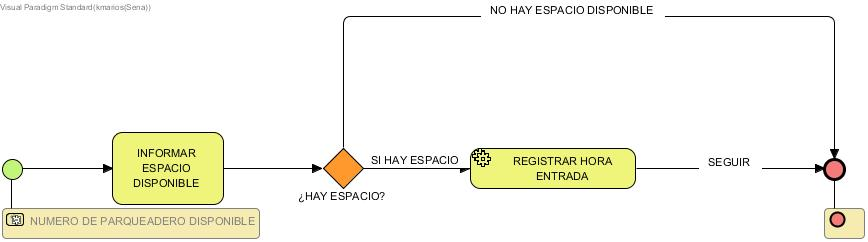 Visual Paradigm Standard(kmarios(Sena))
NO HAY ESPACIO DISPONIBLE
INFORMAR
ESPACIO
DISPONIBLE
SI HAY ESPACIO
REGISTRAR HORA
ENTRADA
SEGUIR
¿HAY ESPACIO?
NUMERO DE PARQUEADERO DISPONIBLE